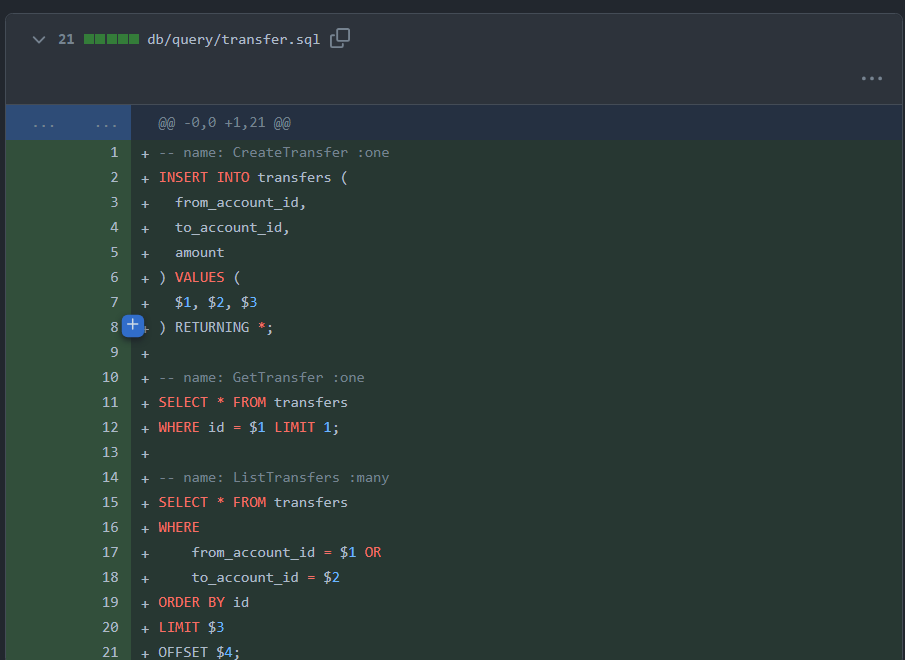 21 db/query/transfer.sql
...
... ... @@ -0,0 +1,21 @@
1 + -- name: CreateTransfer :one
2 + INSERT INTO transfers (
3 +   from_account_id,
4 +   to_account_id,
5 +   amount
6 + ) VALUES (
7 +   $1, $2, $3
8 + ) RETURNING *;
9 +
10 + -- name: GetTransfer :one
11 + SELECT * FROM transfers
12 + WHERE id = $1 LIMIT 1;
13 +
14 + -- name: ListTransfers :many
15 + SELECT * FROM transfers
16 + WHERE
17 +     from_account_id = $1 OR
18 +     to_account_id = $2
19 + ORDER BY id
20 + LIMIT $3
21 + OFFSET $4;